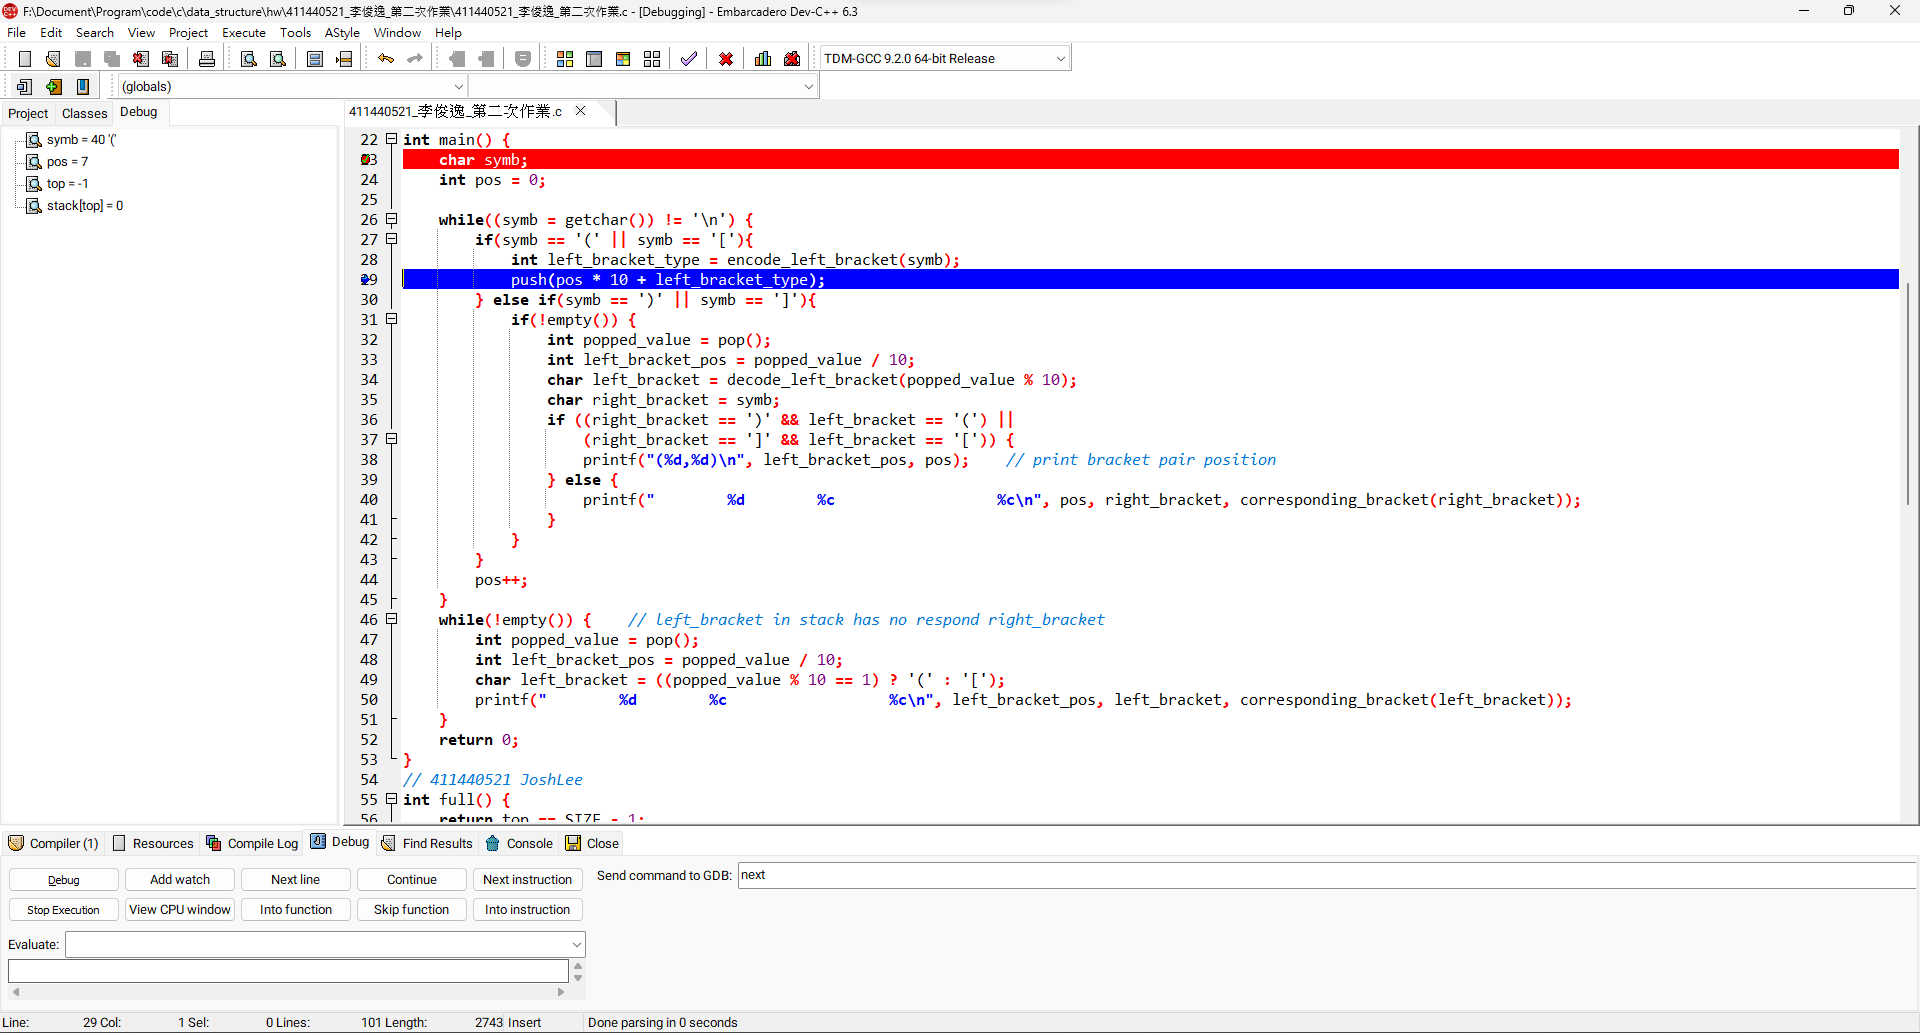 F:\Document\Program\code\c\data_structure\hw\411440521_李俊逸_第二次作業\411440521_李俊逸_第二次作業.c - [Debugging] - Embarcadero Dev-C++ 6.3
File Edit Search View Project Execute Tools AStyle Window Help
TDM-GCC 9.2.0 64-bit Release
(globals)
Project Classes Debug
411440521_李俊逸_第二次作業.c
symb = 40 '('
pos = 7
top = -1
stack[top] = 0
22 int main() {
23     char symb;
24     int pos = 0;
25
26     while((symb = getchar()) != '\n') {
27         if(symb == '(' || symb == '['){
28             int left_bracket_type = encode_left_bracket(symb);
29             push(pos * 10 + left_bracket_type);
30         } else if(symb == ')' || symb == ']'){
31             if(!empty()) {
32                 int popped_value = pop();
33                 int left_bracket_pos = popped_value / 10;
34                 char left_bracket = decode_left_bracket(popped_value % 10);
35                 char right_bracket = symb;
36                 if ((right_bracket == ')' && left_bracket == '(') ||
37                     (right_bracket == ']' && left_bracket == '[')) {
38                     printf("(%d,%d)\n", left_bracket_pos, pos);    // print bracket pair position
39                 } else {
40                     printf("        %d        %c                  %c\n", pos, right_bracket, corresponding_bracket(right_bracket));
41                 }
42             }
43         }
44         pos++;
45     }
46     while(!empty()) {    // left_bracket in stack has no respond right_bracket
47         int popped_value = pop();
48         int left_bracket_pos = popped_value / 10;
49         char left_bracket = ((popped_value % 10 == 1) ? '(' : '[');
50         printf("        %d        %c                  %c\n", left_bracket_pos, left_bracket, corresponding_bracket(left_bracket));
51     }
52     return 0;
53 }
54 // 411440521 JoshLee
55 int full() {
56     return top == SIZE - 1;
Compiler (1) Resources Compile Log Debug Find Results Console Close
Debug Add watch Next line Continue Next instruction
Send command to GDB: next
Stop Execution View CPU window Into function Skip function Into instruction
Evaluate:
Line: 29 Col: 1 Sel: 0 Lines: 101 Length: 2743 Insert Done parsing in 0 seconds